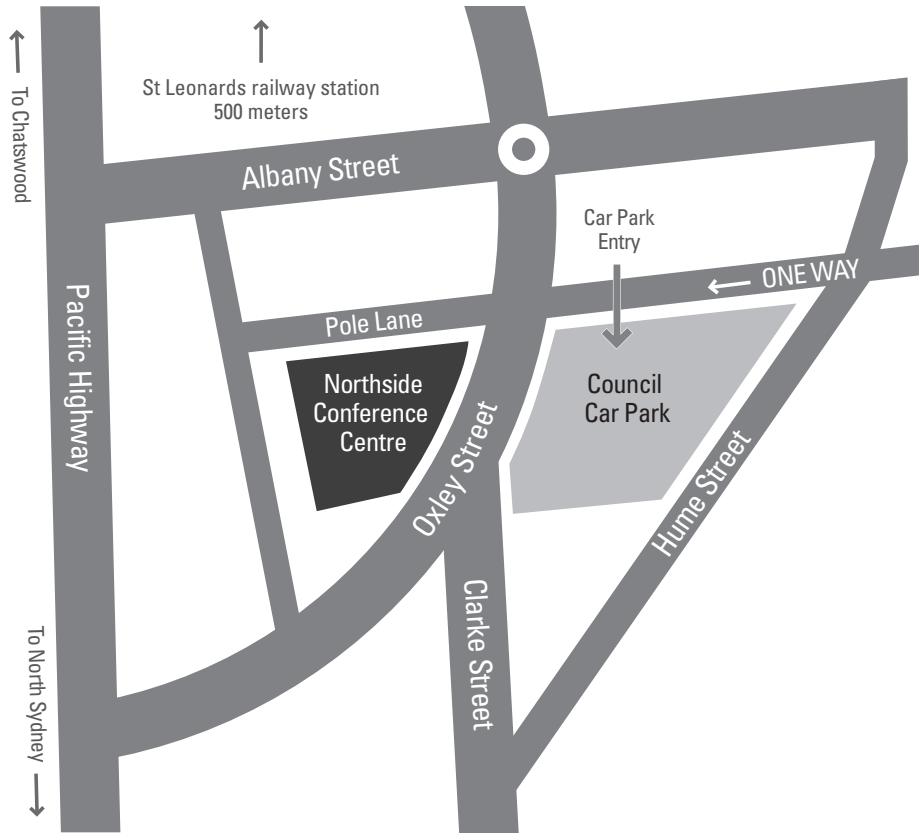 To Chatswood
St Leonards railway station
500 meters
Albany Street
Car Park
Entry
ONE WAY
Pole Lane
Pacific Highway
Northside
Conference
Centre
Council
Car Park
Oxley Street
Hume Street
Clarke Street
To North Sydney